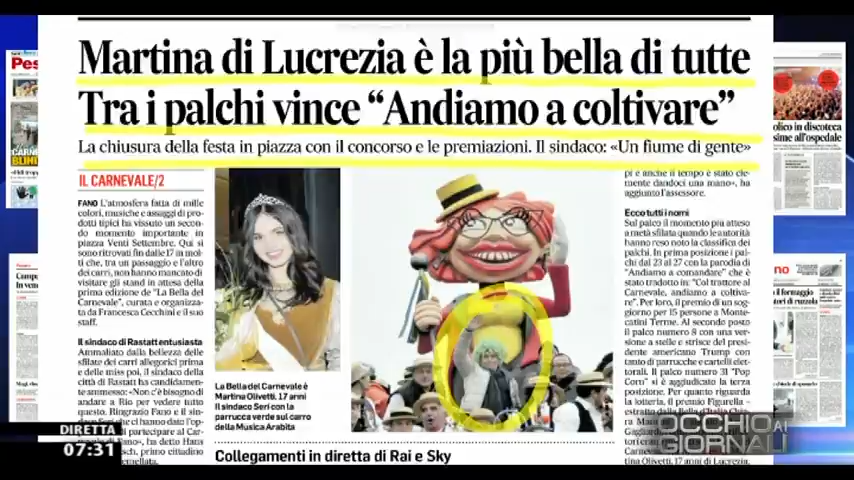 Martina di Lucrezia è la più bella di tutte
Tra i palchi vince “Andiamo a coltivare”
La chiusura della festa in piazza con il concorso e le premiazioni. Il sindaco: «Un fiume di gente»
IL CARNEVALE/2
FANO L'atmosfera fatta di mille
colori, musiche e assaggi di pro-
dotti tipici ha vissuto un secon-
do momento importante in
piazza Venti Settembre. Qui si
sono ritrovati fin dalle 17 in mol-
ti che, tra un passaggio e l'altro
dei carri, non hanno mancato di
visitare gli stand in attesa della
prima edizione de "La Bella del
Carnevale", curata e organizza-
ta da Francesca Cecchini e il suo
staff.
Il sindaco di Rastatt entusiasta
Ammaliato dalla bellezza delle
sfilate dei carri allegorici prima
e delle miss poi, il sindaco della
città di Rastatt ha candidamente
ammesso: «Non c'è bisogno di
andare a Rio per vedere tutto
questo. Ringrazio Fano e il
La Bella del Carnevale è
Martina Olivetti, 17 anni
Il sindaco Seri con la
parrucca verde sul carro
della Musica Arabita
Collegamenti in diretta di Rai e Sky
ri e anche il tempo è stato cle-
mente dandoci una mano», ha
aggiunto l'assessore.
Ecco tutti i nomi
Sul palco il momento più atteso
a metà sfilata quando le autorità
hanno reso noto la classifica dei
palchi. In prima posizione i pal-
chi dal 23 al 27 con la parodia di
"Andiamo a comandare" che è
stato tradotto in: "Col trattore al
Carnevale, andiamo a coltiva-
re". Per loro, il premio di un sog-
giorno per 15 persone a Monte-
catini Terme. Al secondo posto
il palco numero 8 con una ver-
sione a stelle e strisce del presi-
dente americano Trump con
tanto di parrucche e cartelli elet-
torali. Il palco numero 31 "Pop
Corn" si è aggiudicato la terza
posizione. Per quanto riguarda
la lotteria, il premio Figurella -
tta Olivetti, 17 anni di Lucrezia,
DIRETTA
07:31
OCCHIO AI
GIORNALI